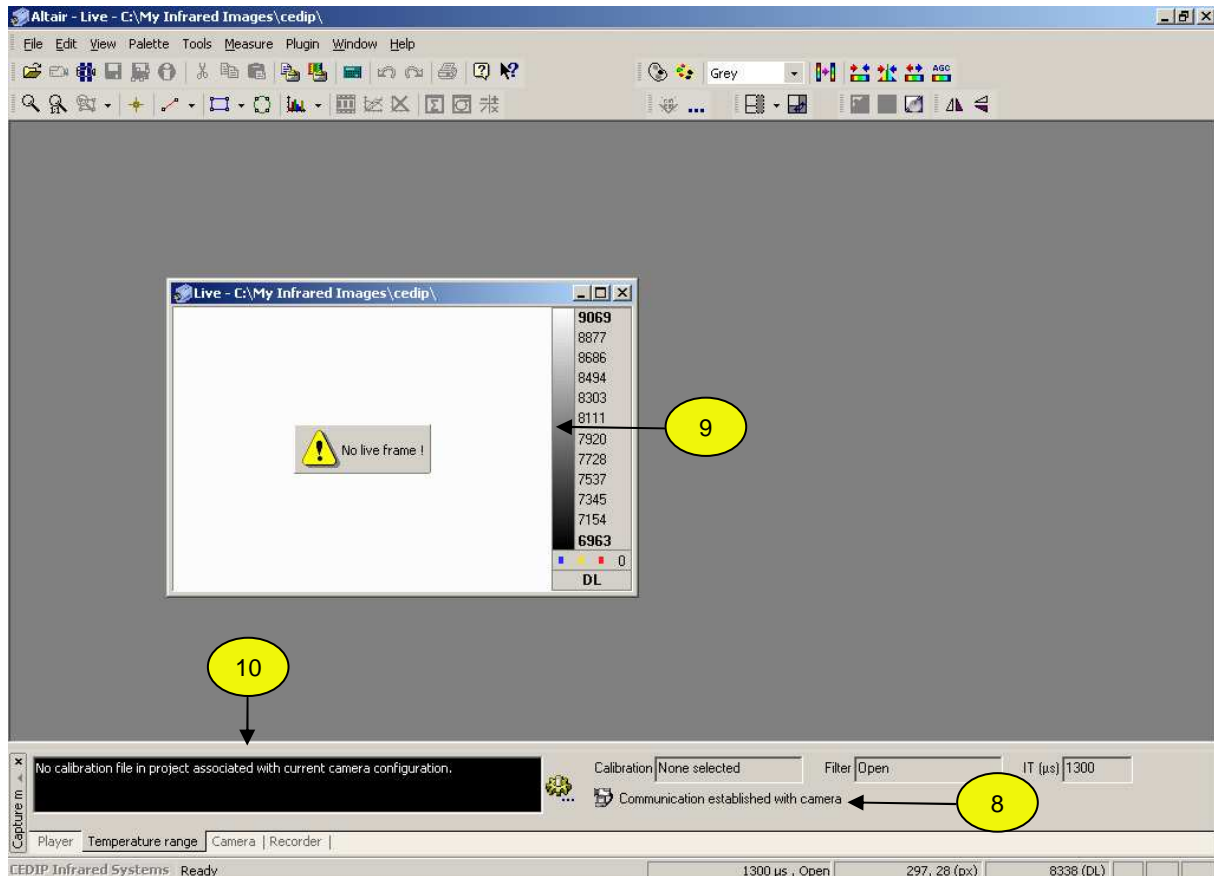 Altair - Live - C:\My Infrared Images\cedip\
File Edit View Palette Tools Measure Plugin Window Help
Grey
AGC
Live - C:\My Infrared Images\cedip\
9069
8877
8686
8494
8303
8111
7920
7728
7537
7345
7154
6963
0
DL
No live frame !
9
10
No calibration file in project associated with current camera configuration.
Calibration None selected Filter Open IT (µs) 1300
Communication established with camera
8
Capture m
Player Temperature range Camera Recorder
CEDIP Infrared Systems Ready 1300 µs , Open 297, 28 (px) 8338 (DL)